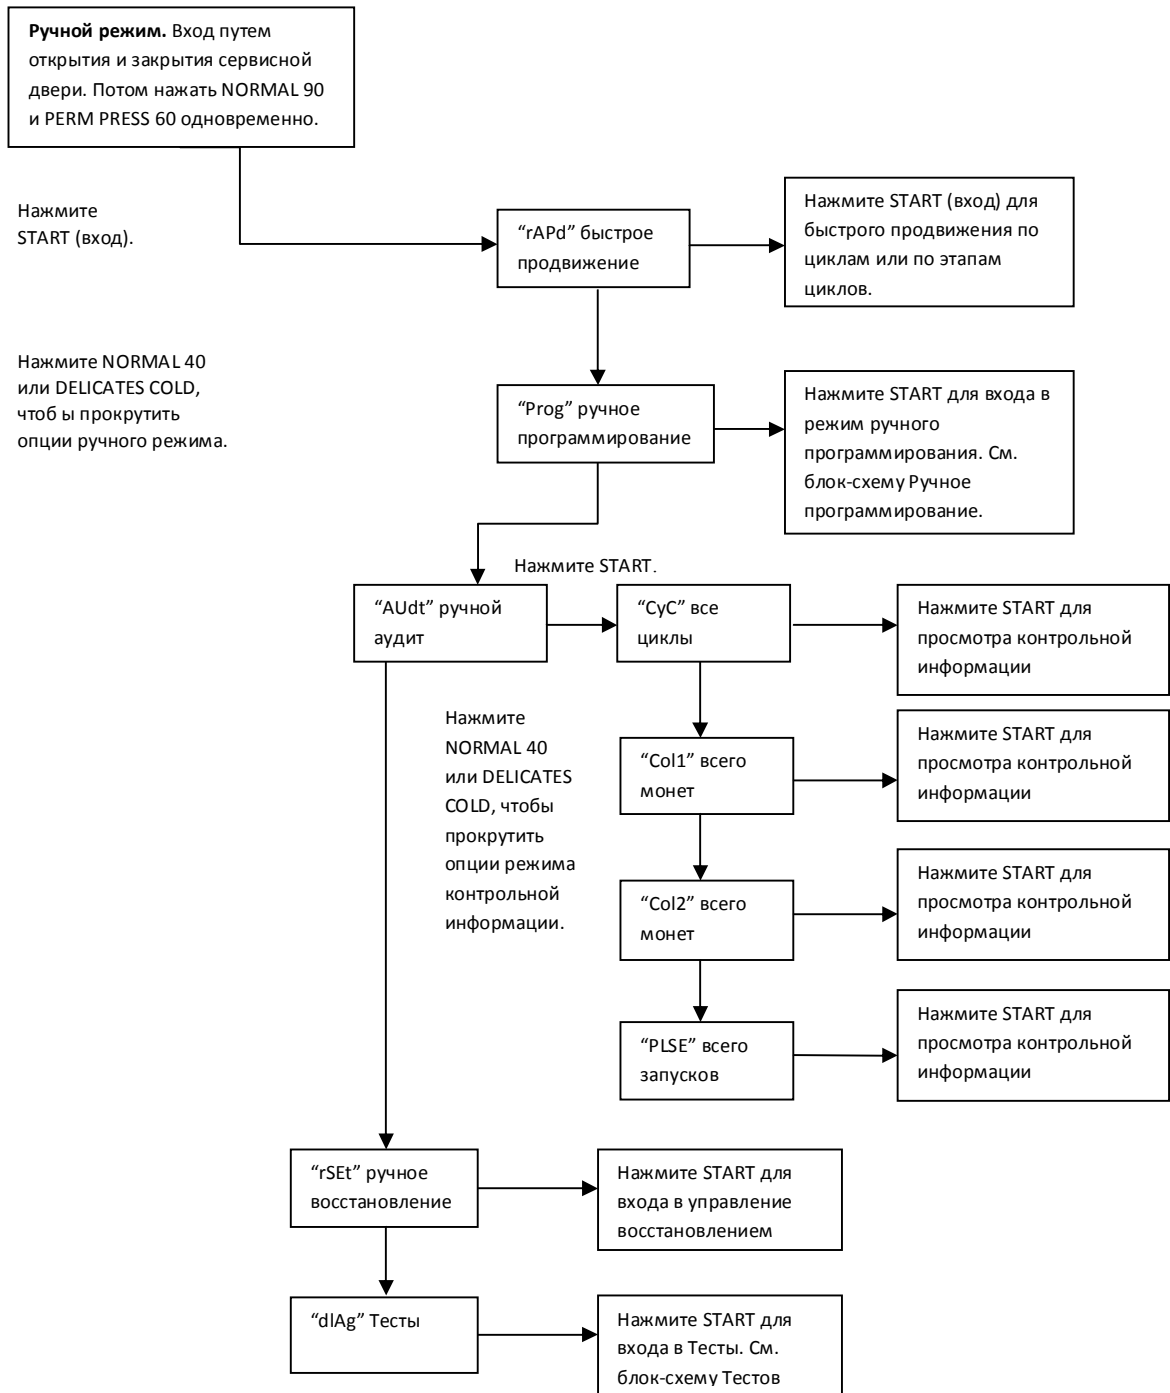 Ручной режим. Вход путем
открытия и закрытия сервисной
двери. Потом нажать NORMAL 90
и PERM PRESS 60 одновременно.
Нажмите
START (вход).
“rAPd” быстрое
продвижение
Нажмите START (вход) для
быстрого продвижения по
циклам или по этапам
циклов.
Нажмите NORMAL 40
или DELICATES COLD,
чтоб ы прокрутить
опции ручного режима.
“Prog” ручное
программирование
Нажмите START для входа в
режим ручного
программирования. См.
блок-схему Ручное
программирование.
Нажмите START.
“AUdt” ручной
аудит
“CyC” все
циклы
Нажмите START для
просмотра контрольной
информации
Нажмите
NORMAL 40
или DELICATES
COLD, чтобы
прокрутить
опции режима
контрольной
информации.
“Col1” всего
монет
Нажмите START для
просмотра контрольной
информации
“Col2” всего
монет
Нажмите START для
просмотра контрольной
информации
“PLSE” всего
запусков
Нажмите START для
просмотра контрольной
информации
“rSEt” ручное
восстановление
Нажмите START для
входа в управление
восстановлением
“dlAg” Тесты
Нажмите START для
входа в Тесты. См.
блок-схему Тестов